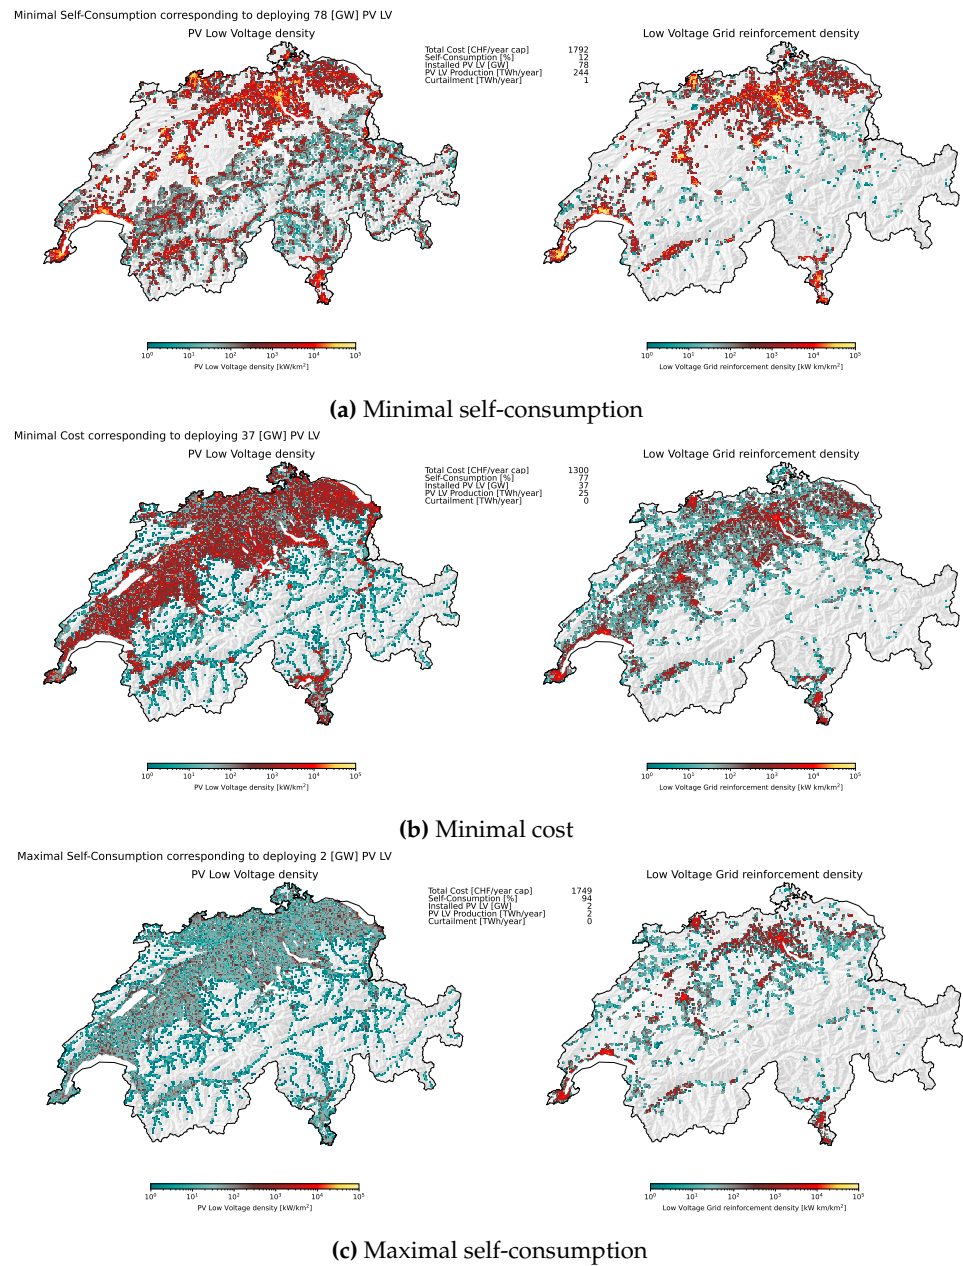 Minimal Self-Consumption corresponding to deploying 78 [GW] PV LV
PV Low Voltage density
Total Cost [CHF/year cap] 1792
Self-Consumption [%] 12
Installed PV LV [GW] 78
PV LV Production [TWh/year] 244
Curtailment [TWh/year] 1
Low Voltage Grid reinforcement density
10⁰ 10¹ 10² 10³ 10⁴ 10⁵
PV Low Voltage density [kW/km²]
10⁰ 10¹ 10² 10³ 10⁴ 10⁵
Low Voltage Grid reinforcement density [kW km/km²]
(a) Minimal self-consumption
Minimal Cost corresponding to deploying 37 [GW] PV LV
PV Low Voltage density
Total Cost [CHF/year cap] 1300
Self-Consumption [%] 77
Installed PV LV [GW] 37
PV LV Production [TWh/year] 25
Curtailment [TWh/year] 0
Low Voltage Grid reinforcement density
10⁰ 10¹ 10² 10³ 10⁴ 10⁵
PV Low Voltage density [kW/km²]
10⁰ 10¹ 10² 10³ 10⁴ 10⁵
Low Voltage Grid reinforcement density [kW km/km²]
(b) Minimal cost
Maximal Self-Consumption corresponding to deploying 2 [GW] PV LV
PV Low Voltage density
Total Cost [CHF/year cap] 1749
Self-Consumption [%] 94
Installed PV LV [GW] 2
PV LV Production [TWh/year] 2
Curtailment [TWh/year] 0
Low Voltage Grid reinforcement density
10⁰ 10¹ 10² 10³ 10⁴ 10⁵
PV Low Voltage density [kW/km²]
10⁰ 10¹ 10² 10³ 10⁴ 10⁵
Low Voltage Grid reinforcement density [kW km/km²]
(c) Maximal self-consumption